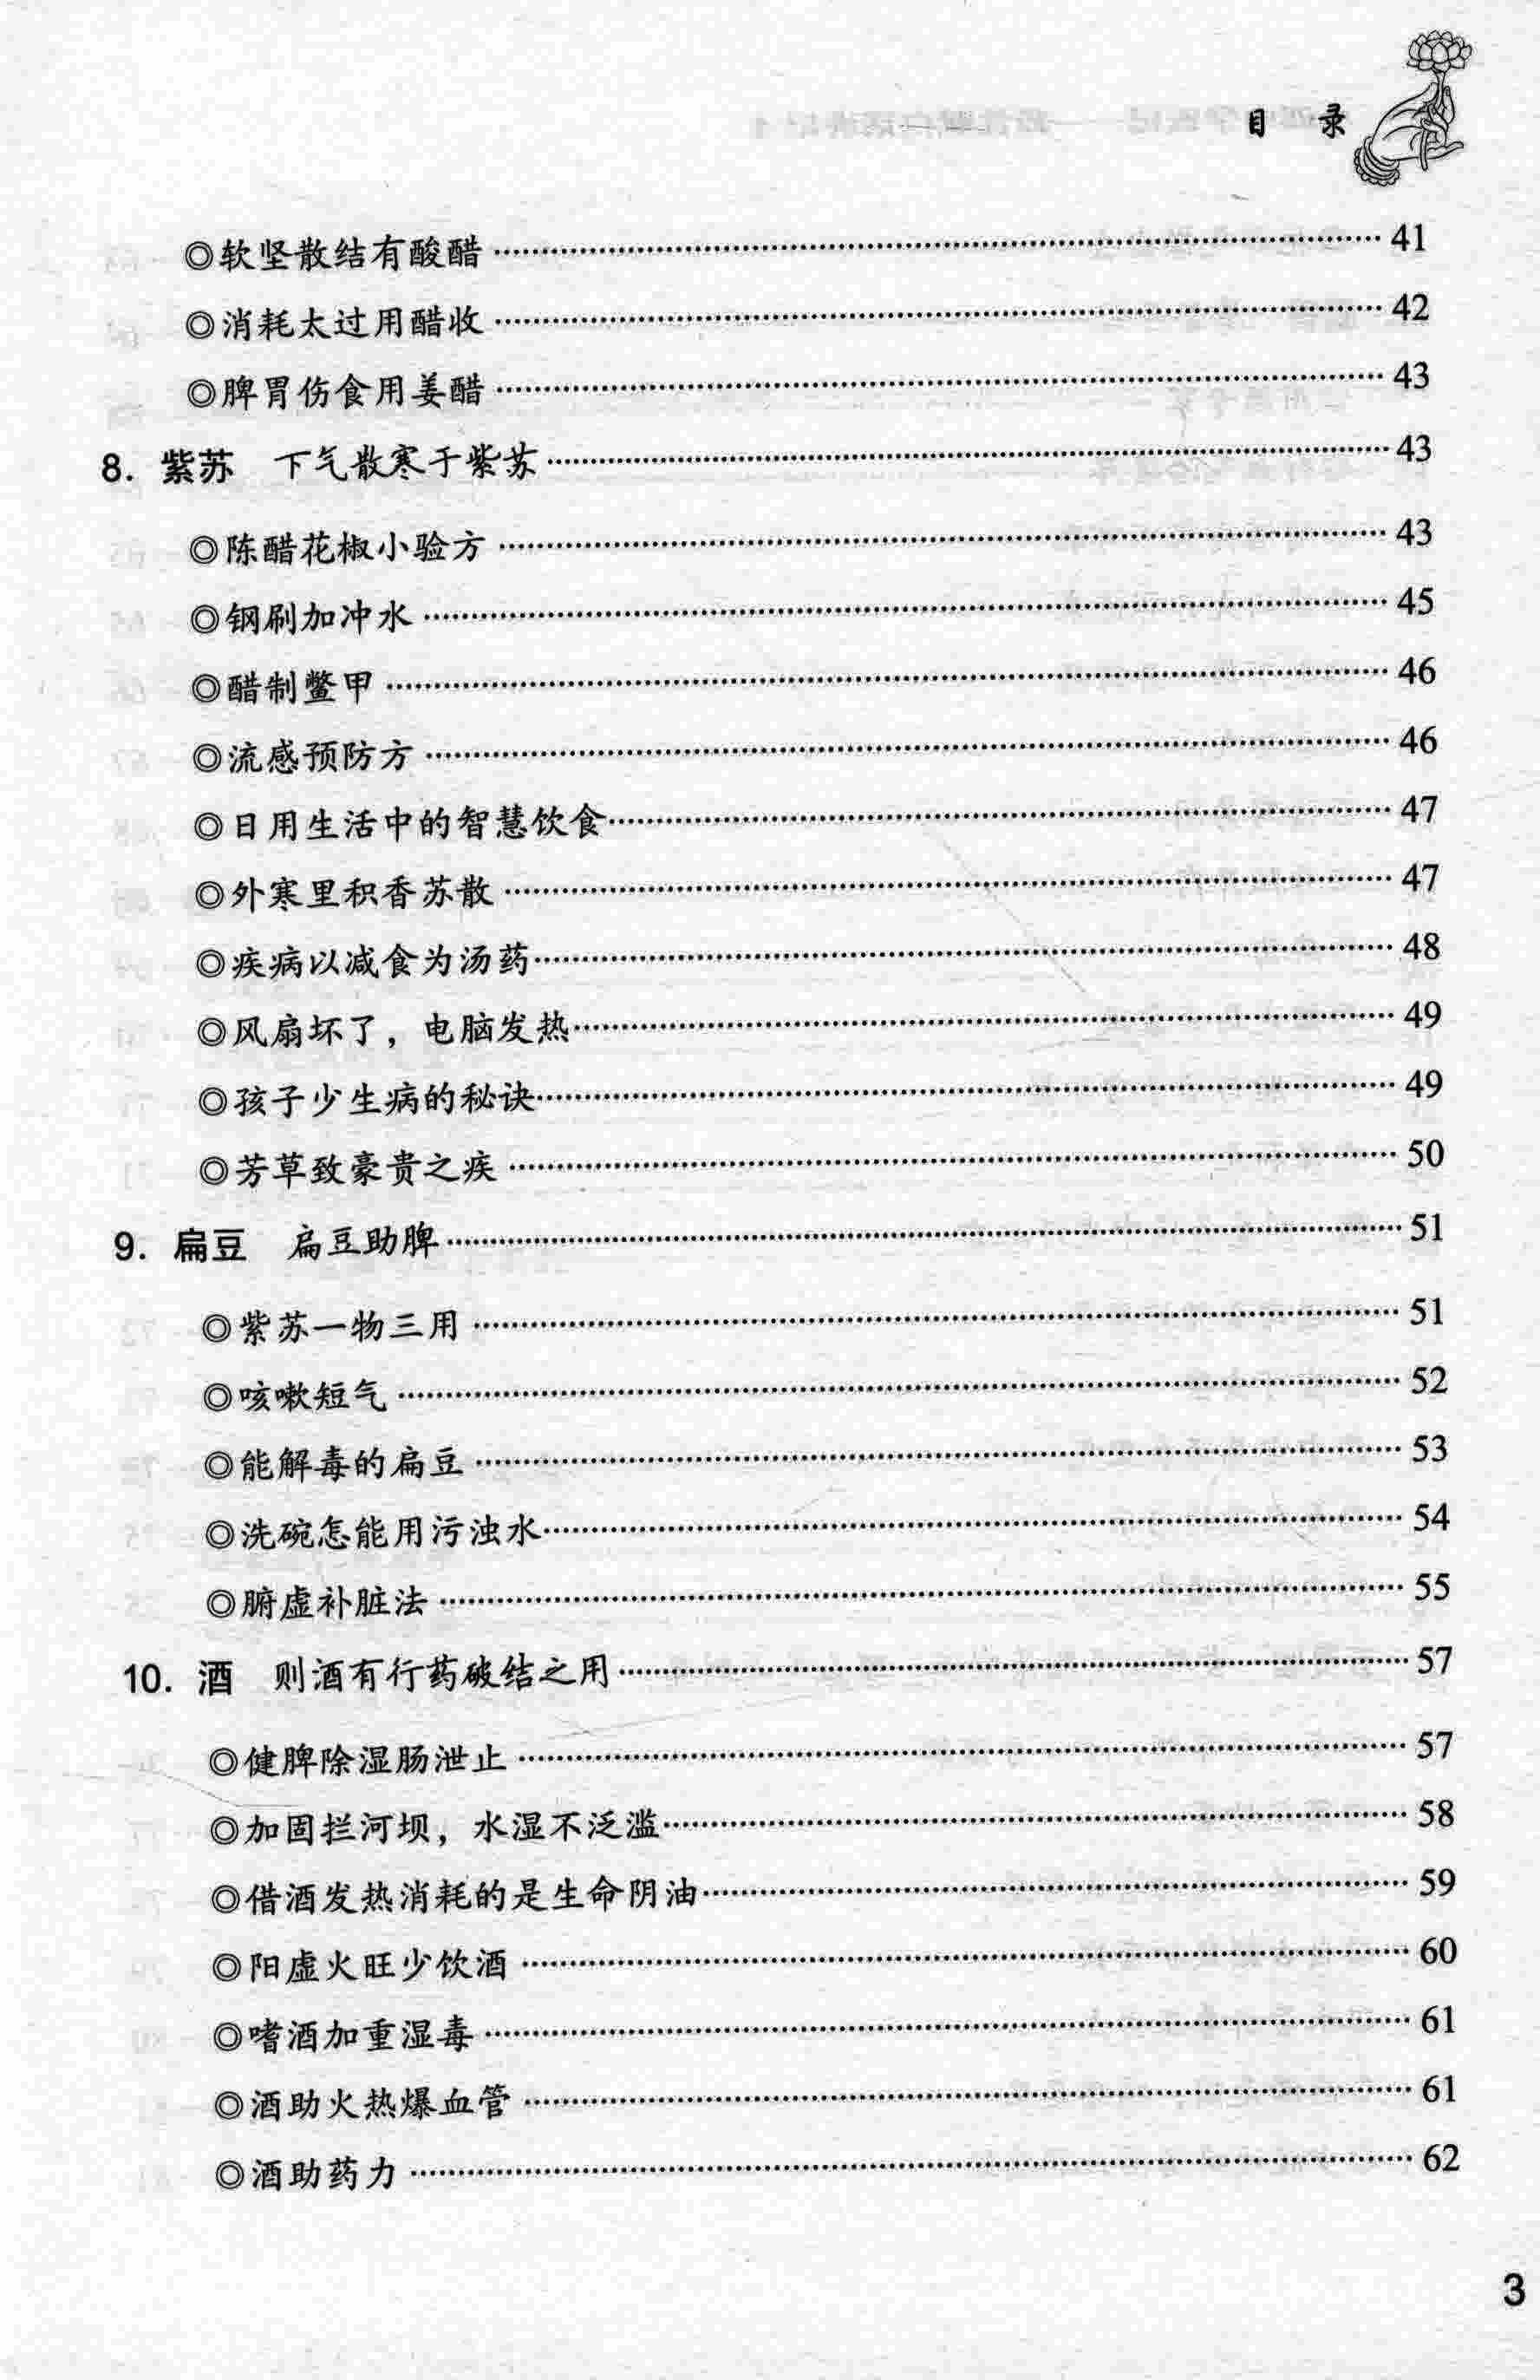 目 录
◎软坚散结有酸醋……41
◎消耗太过用醋收……42
◎脾胃伤食用姜醋……43
8. 紫苏 下气散寒于紫苏……43
◎陈醋花椒小验方……43
◎钢刷加冲水……45
◎醋制鳖甲……46
◎流感预防方……46
◎日用生活中的智慧饮食……47
◎外寒里积香苏散……47
◎疾病以减食为汤药……48
◎风扇坏了，电脑发热……49
◎孩子少生病的秘诀……49
◎芳草致豪贵之疾……50
9. 扁豆 扁豆助脾……51
◎紫苏一物三用……51
◎咳嗽短气……52
◎能解毒的扁豆……53
◎洗碗怎能用污浊水……54
◎腑虚补脏法……55
10. 酒 则酒有行药破结之用……57
◎健脾除湿肠泄止……57
◎加固拦河坝，水湿不泛滥……58
◎借酒发热消耗的是生命阴油……59
◎阳虚火旺少饮酒……60
◎嗜酒加重湿毒……61
◎酒助火热爆血管……61
◎酒助药力……62
3